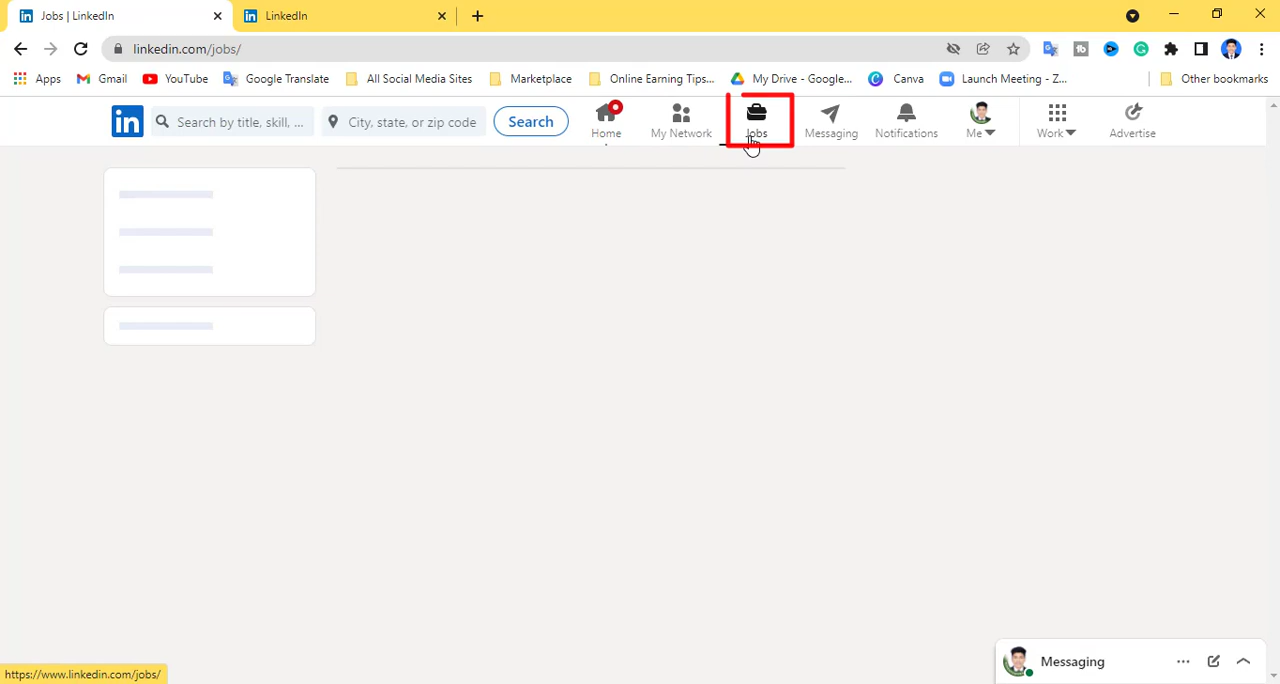 Jobs | LinkedIn
LinkedIn
linkedin.com/jobs/
Apps
Gmail
YouTube
Google Translate
All Social Media Sites
Marketplace
Online Earning Tips...
My Drive - Google...
Canva
Launch Meeting - Z...
Other bookmarks
in
Search by title, skill, ...
City, state, or zip code
Search
Home
My Network
Jobs
Messaging
Notifications
Me
Work
Advertise
Messaging
https://www.linkedin.com/jobs/